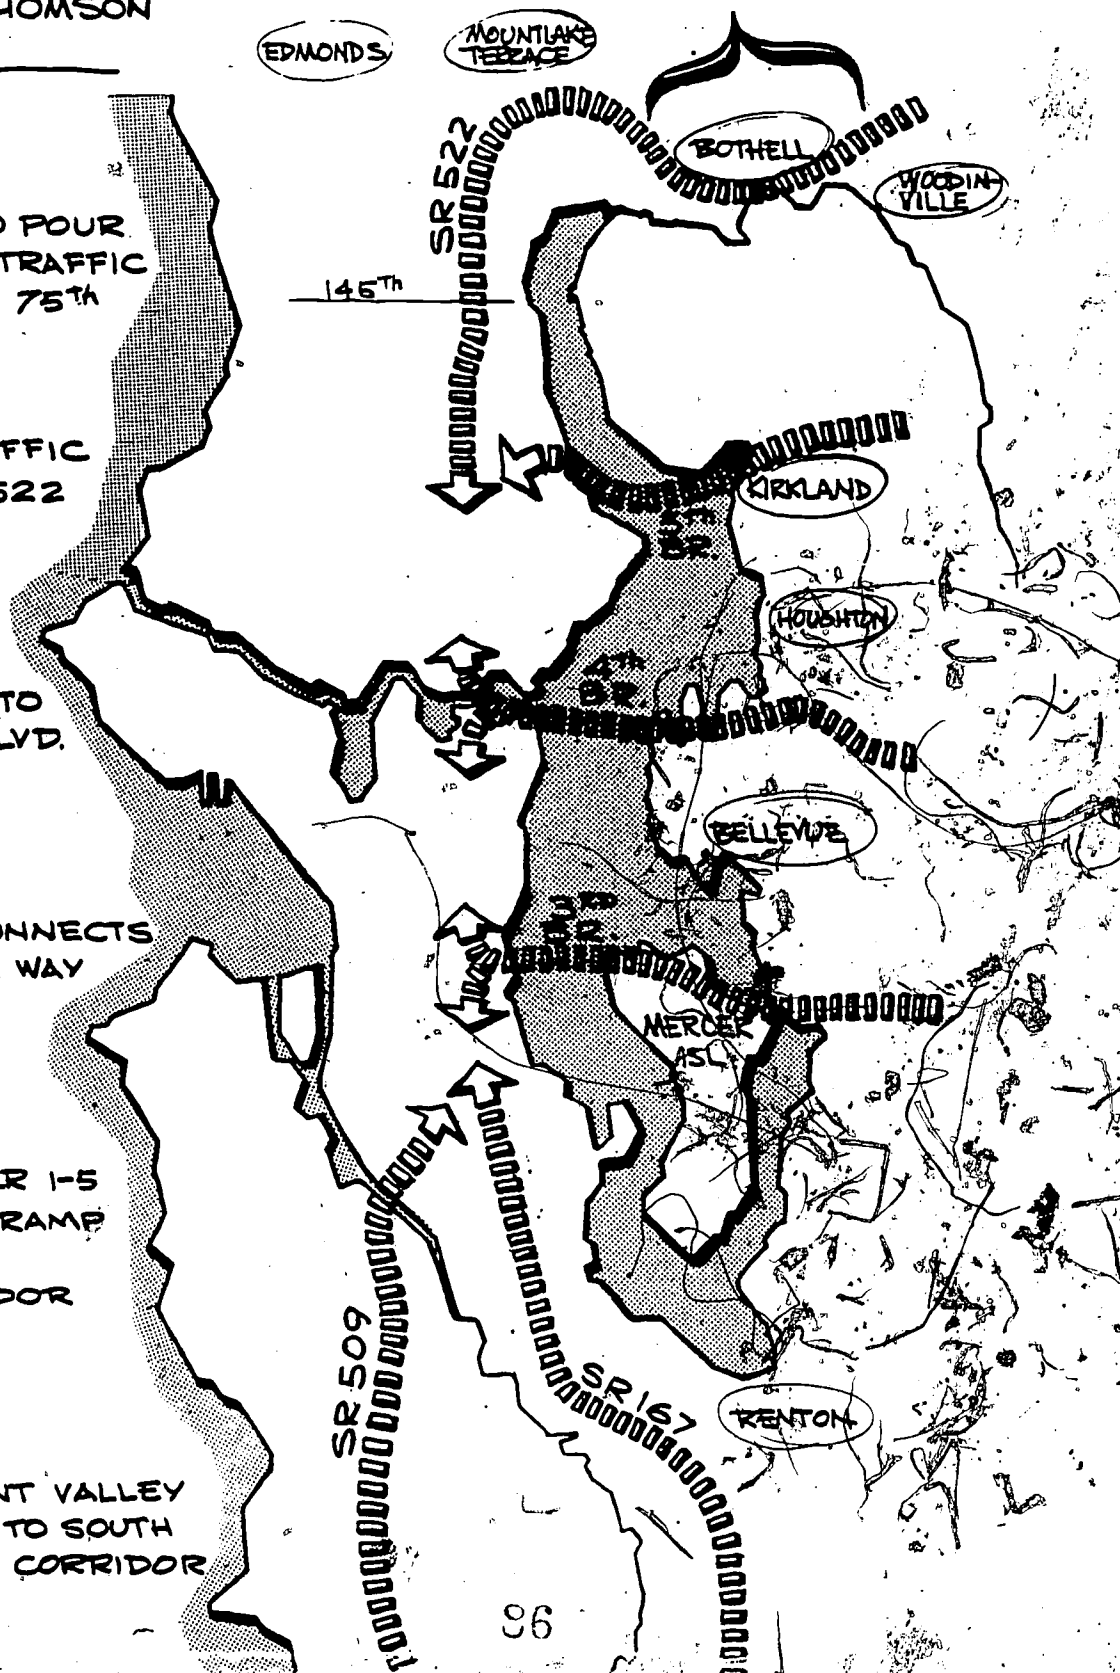 HOMSON
EDMONDS
MOUNTLAKE
TERRACE
BOTHELL
WOODIN-
VILLE
SR 522
POUR
TRAFFIC
75Th
145Th
FFIC
522
KIRKLAND
5TH
BR.
HOUGHTON
4Th
BR.
TO
LVD.
BELLEVUE
3RD
BR.
NNECTS
WAY
MERCER
ISL.
R 1-5
RAMP
DOR
SR 509
SR 167
RENTON
NT VALLEY
TO SOUTH
CORRIDOR
96